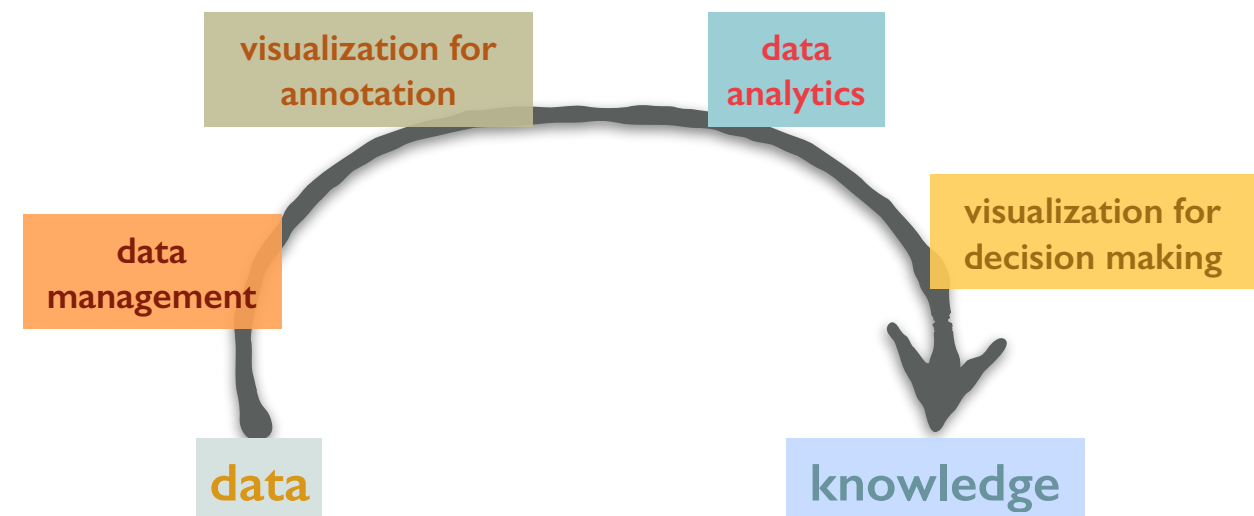 visualization for
annotation
data
analytics
visualization for
decision making
data
management
data
knowledge